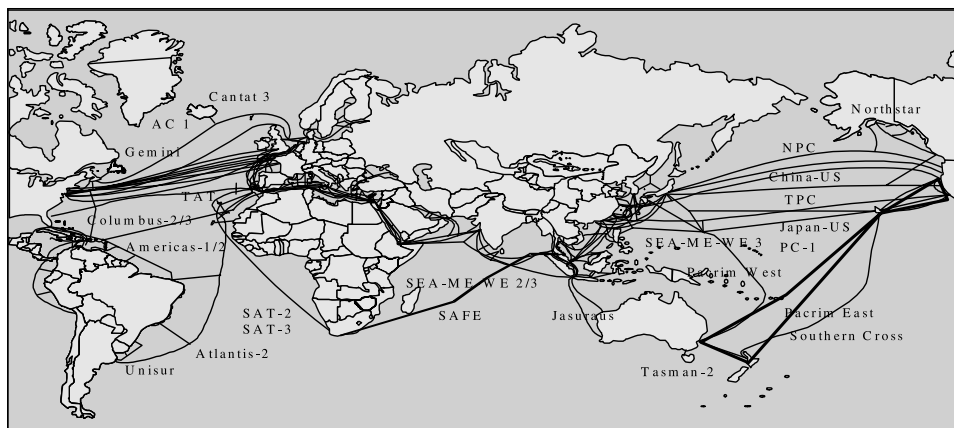 Cantat 3
Northstar
AC 1
Gemini
NPC
China-US
TAT
TPC
Columbus-2/3
Japan-US
Americas-1/2
SEA-ME-WE 3
PC-1
Pacrim West
SEA-ME-WE 2/3
SAT-2
SAFE
Jasuraus
Pacrim East
SAT-3
Southern Cross
Atlantis-2
Unisur
Tasman-2